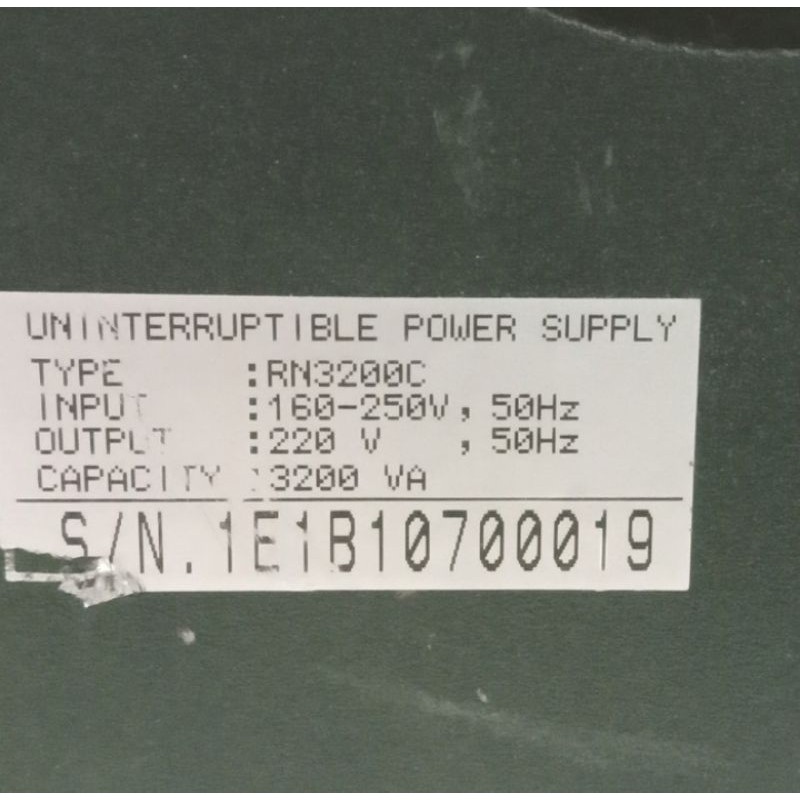 UNINTERRUPTIBLE POWER SUPPLY
TYPE :RN3200C
INPUT :160-250V, 50Hz
OUTPUT :220 V , 50Hz
CAPACITY :3200 VA
S/N.1E1B10700019